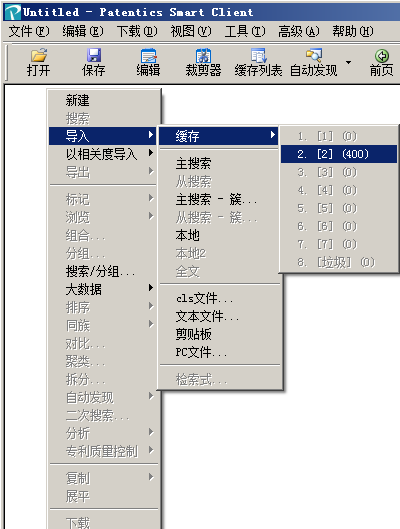 Untitled - Patentics Smart Client
文件(F) 编辑(E) 下载(D) 视图(V) 工具(T) 高级(A) 帮助(H)
打开 保存 编辑 裁剪器 缓存列表 自动发现 前页
新建
搜索
导入
以相关度导入
导出
标记
浏览
组合...
分组...
搜索/分组...
大数据
排序
同族
对比...
聚类...
拆分...
自动发现
二次搜索...
分析
专利质量控制
复制
展平
下载
缓存
主搜索
从搜索
主搜索 - 簇...
从搜索 - 簇...
本地
本地2
全文
cls文件...
文本文件...
剪贴板
PC文件...
检索式...
1. [1] (0)
2. [2] (400)
3. [3] (0)
4. [4] (0)
5. [5] (0)
6. [6] (0)
7. [7] (0)
8. [垃圾] (0)